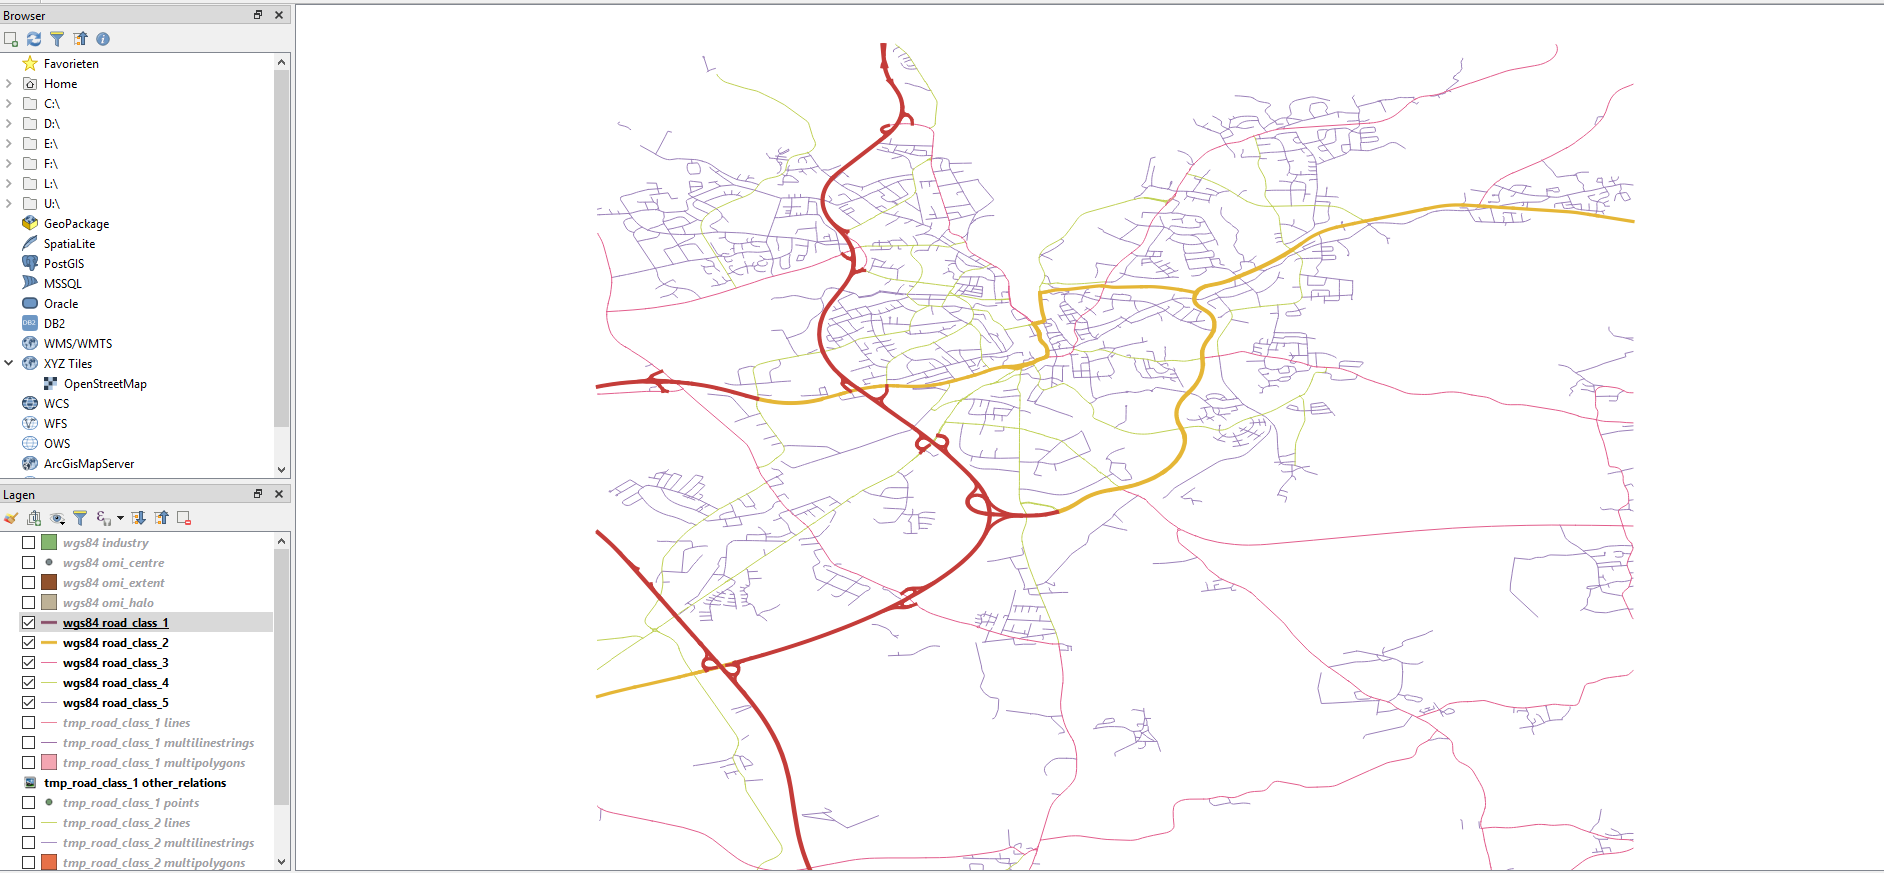 Browser
Favorieten
Home
C:\
D:\
E:\
F:\
L:\
U:\
GeoPackage
SpatiaLite
PostGIS
MSSQL
Oracle
DB2
DB2
WMS/WMTS
XYZ Tiles
OpenStreetMap
WCS
WFS
OWS
ArcGisMapServer
Lagen
wgs84 industry
wgs84 omi_centre
wgs84 omi_extent
wgs84 omi_halo
wgs84 road_class_1
wgs84 road_class_2
wgs84 road_class_3
wgs84 road_class_4
wgs84 road_class_5
tmp_road_class_1 lines
tmp_road_class_1 multilinestrings
tmp_road_class_1 multipolygons
tmp_road_class_1 other_relations
tmp_road_class_1 points
tmp_road_class_2 lines
tmp_road_class_2 multilinestrings
tmp_road_class_2 multipolygons